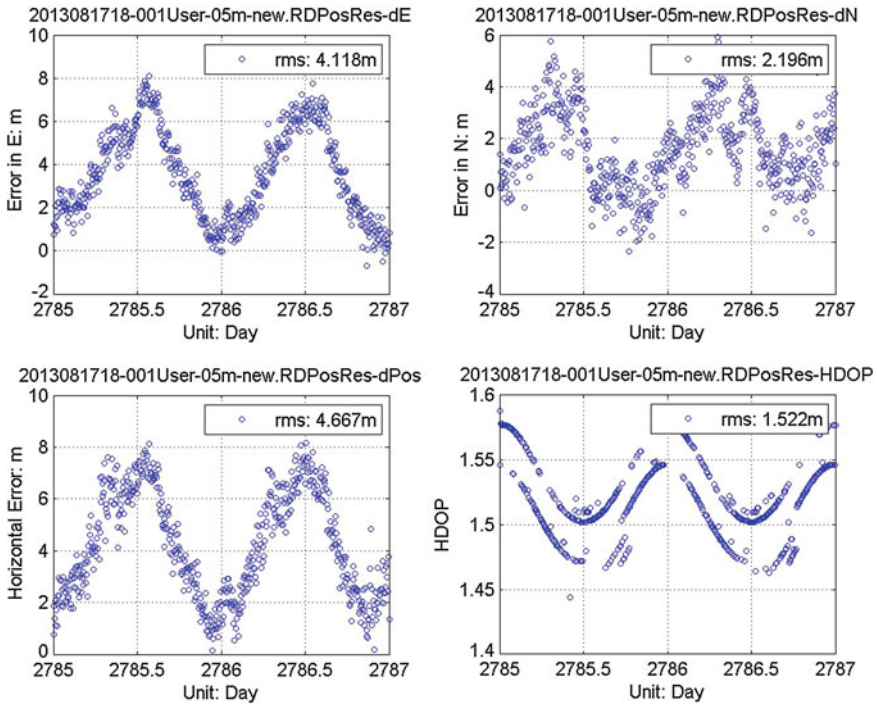 2013081718-001User-05m-new.RDPosRes-dE
10
8
6
4
2
0
-2
Error in E: m
rms: 4.118m
2785
2785.5
2786
2786.5
2787
Unit: Day
2013081718-001User-05m-new.RDPosRes-dN
6
4
2
0
-2
-4
Error in N: m
rms: 2.196m
2785
2785.5
2786
2786.5
2787
Unit: Day
2013081718-001User-05m-new.RDPosRes-dPos
10
8
6
4
2
0
Horizontal Error: m
rms: 4.667m
2785
2785.5
2786
2786.5
2787
Unit: Day
2013081718-001User-05m-new.RDPosRes-HDOP
1.6
1.55
1.5
1.45
1.4
HDOP
rms: 1.522m
2785
2785.5
2786
2786.5
2787
Unit: Day